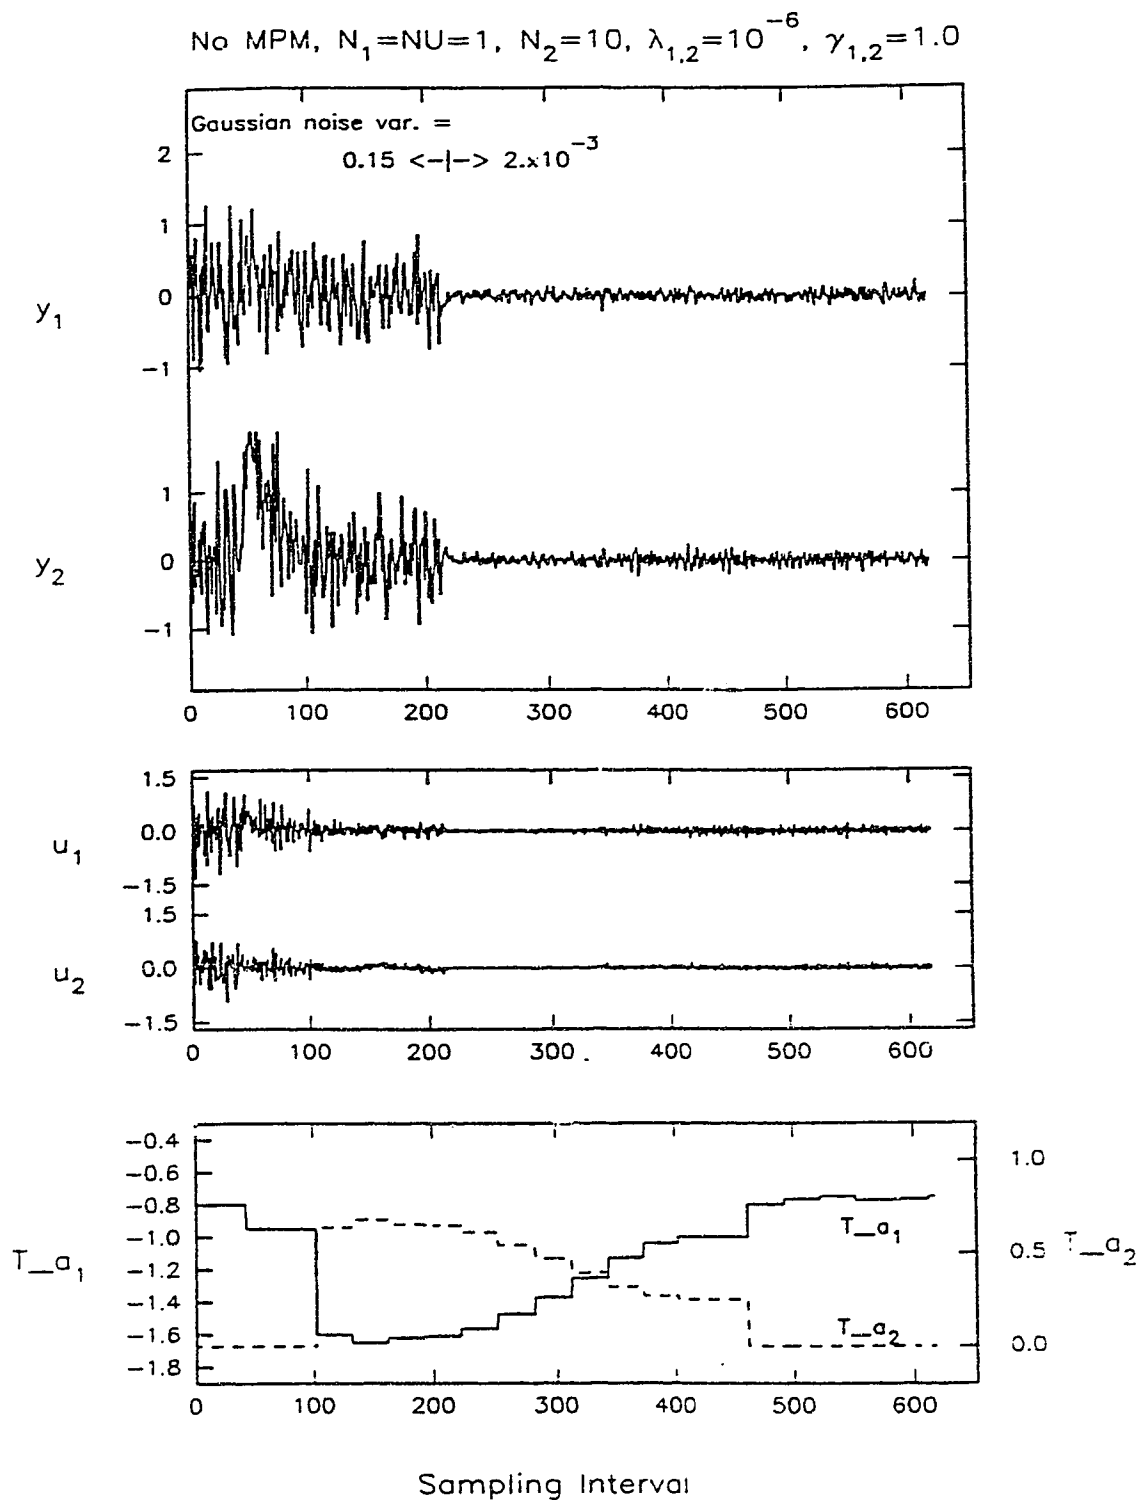 No MPM, N₁=NU=1, N₂=10, λ₁,₂=10⁻⁶, γ₁,₂=1.0
Gaussian noise var. =
0.15 <-|-> 2.x10⁻³
2
1
0
-1
y₁
1
0
-1
y₂
0 100 200 300 400 500 600
1.5
0.0
-1.5
u₁
1.5
0.0
-1.5
u₂
0 100 200 300 400 500 600
-0.4
-0.6
-0.8
-1.0
-1.2
-1.4
-1.6
-1.8
T_a₁
1.0
0.5
0.0
T_a₂
T_a₁
T_a₂
0 100 200 300 400 500 600
Sampling Interval